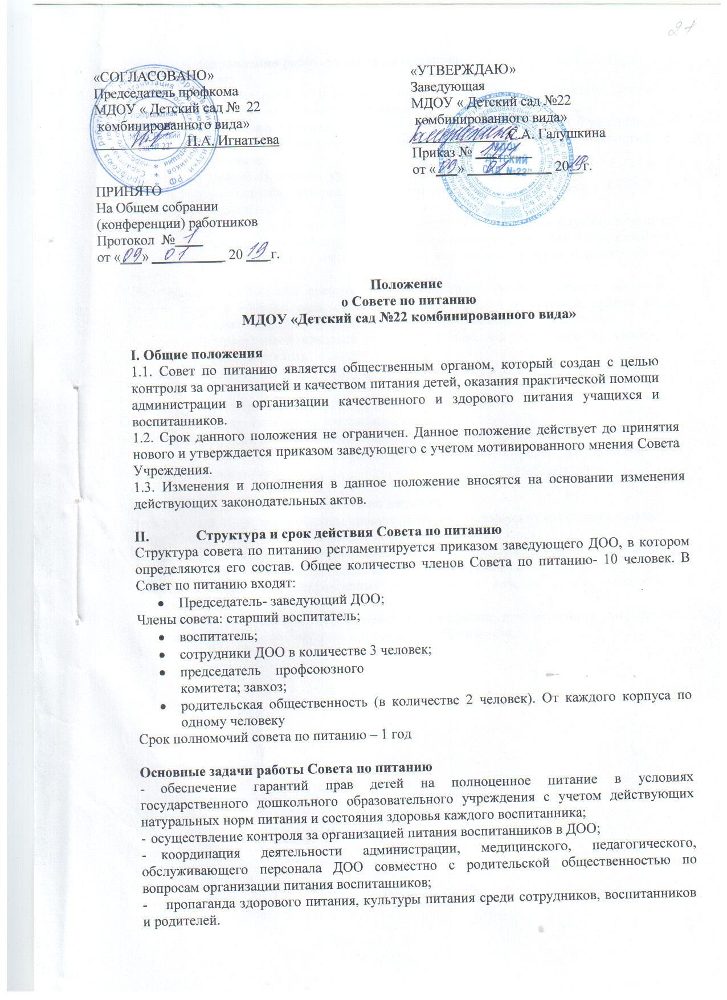 21
«СОГЛАСОВАНО»
Председатель профкома
МДОУ « Детский сад № 22
комбинированного вида»
Н.А. Игнатьева
«УТВЕРЖДАЮ»
Заведующая
МДОУ « Детский сад №22
комбинированного вида»
С.А. Галушкина
Приказ №
от «09» 01 2019г.
ПРИНЯТО
На Общем собрании
(конференции) работников
Протокол № 1
от «09» 01 20 19 г.
Положение
о Совете по питанию
МДОУ «Детский сад №22 комбинированного вида»
I. Общие положения
1.1. Совет по питанию является общественным органом, который создан с целью
контроля за организацией и качеством питания детей, оказания практической помощи
администрации в организации качественного и здорового питания учащихся и
воспитанников.
1.2. Срок данного положения не ограничен. Данное положение действует до принятия
нового и утверждается приказом заведующего с учетом мотивированного мнения Совета
Учреждения.
1.3. Изменения и дополнения в данное положение вносятся на основании изменения
действующих законодательных актов.
II. Структура и срок действия Совета по питанию
Структура совета по питанию регламентируется приказом заведующего ДОО, в котором
определяются его состав. Общее количество членов Совета по питанию- 10 человек. В
Совет по питанию входят:
• Председатель- заведующий ДОО;
Члены совета: старший воспитатель;
• воспитатель;
• сотрудники ДОО в количестве 3 человек;
• председатель профсоюзного
комитета; завхоз;
• родительская общественность (в количестве 2 человек). От каждого корпуса по
одному человеку
Срок полномочий совета по питанию – 1 год
Основные задачи работы Совета по питанию
- обеспечение гарантий прав детей на полноценное питание в условиях
государственного дошкольного образовательного учреждения с учетом действующих
натуральных норм питания и состояния здоровья каждого воспитанника;
- осуществление контроля за организацией питания воспитанников в ДОО;
- координация деятельности администрации, медицинского, педагогического,
обслуживающего персонала ДОО совместно с родительской общественностью по
вопросам организации питания воспитанников;
- пропаганда здорового питания, культуры питания среди сотрудников, воспитанников
и родителей.
МДОУ
"ДЕТСКИЙ
САД №22"